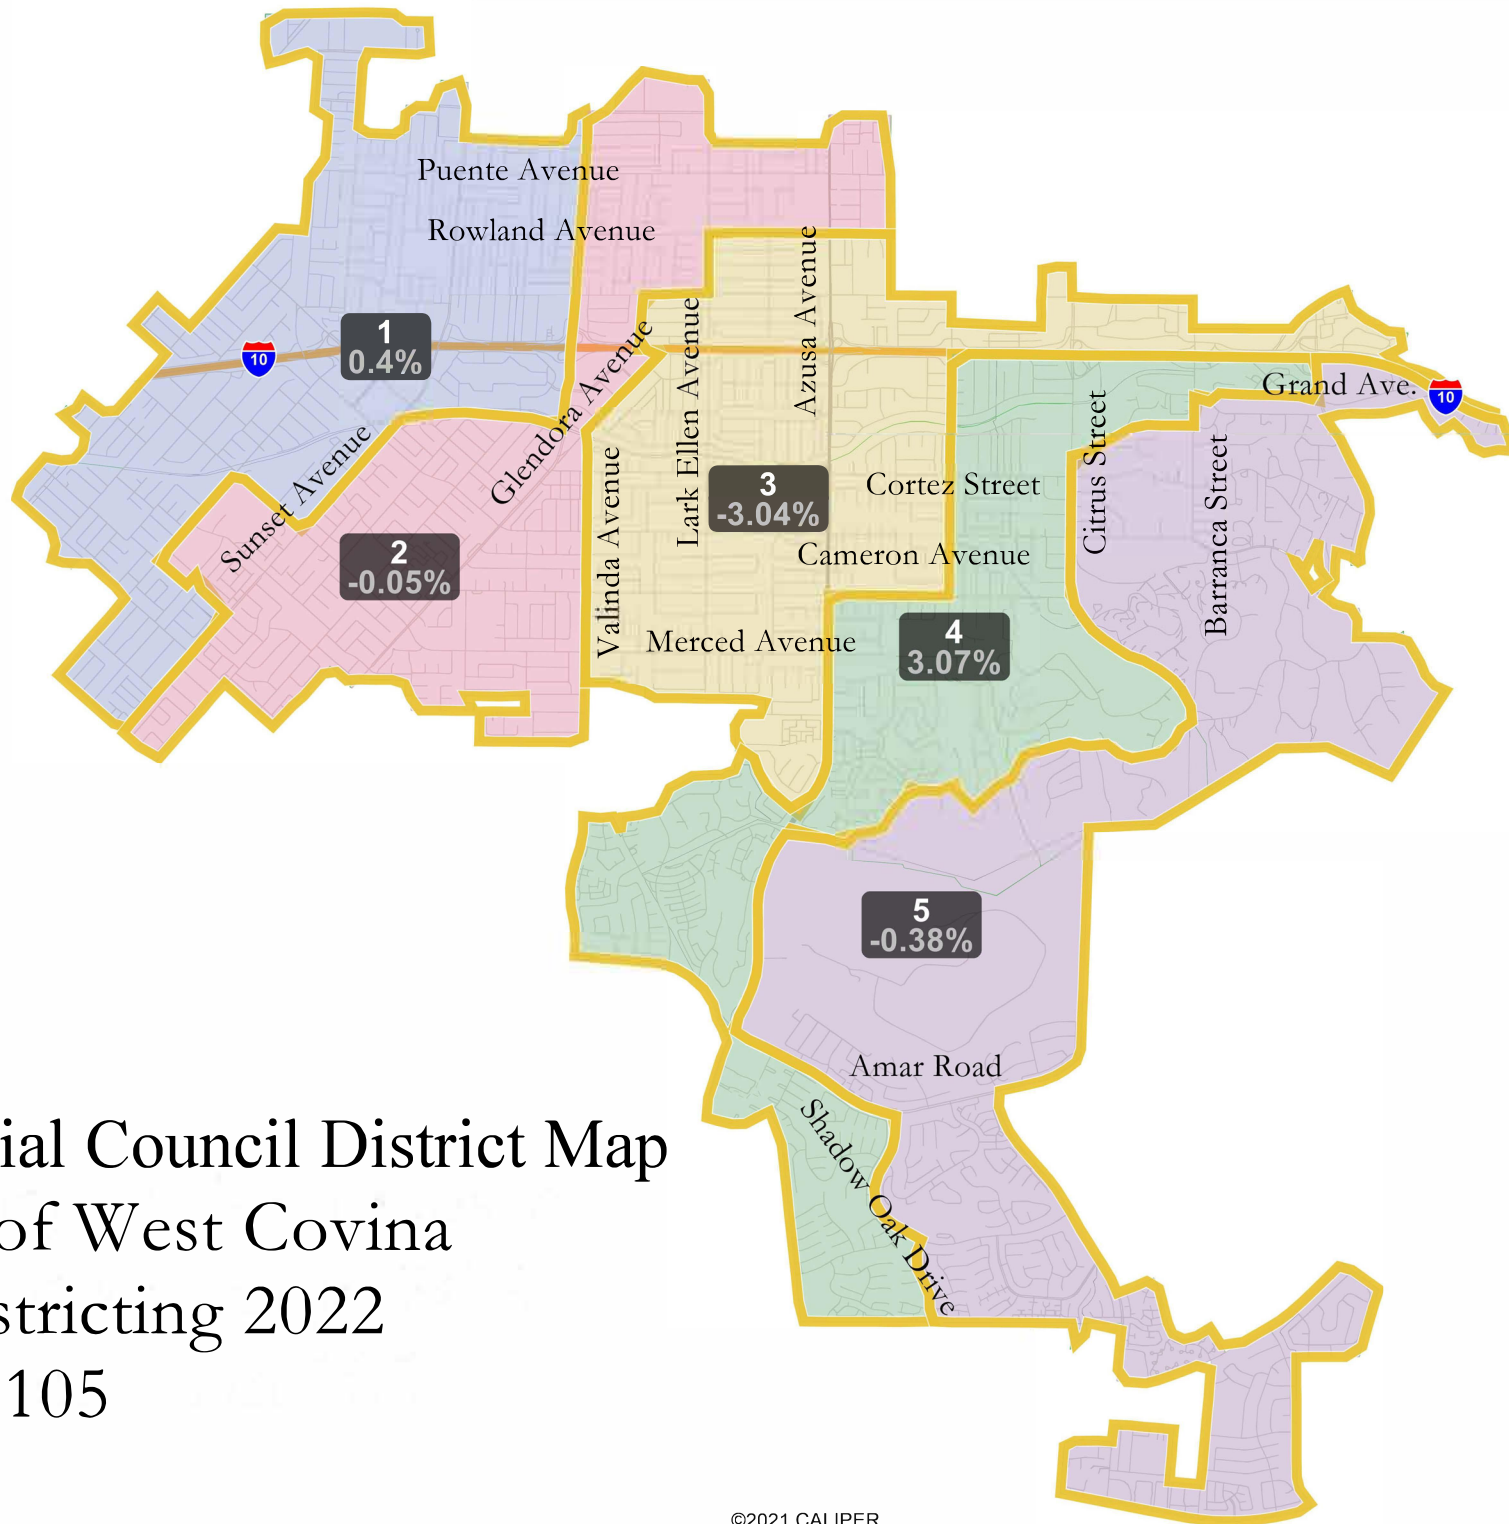 Puente Avenue
Rowland Avenue
Azusa Avenue
1
0.4%
10
Glendora Avenue
Lark Ellen Avenue
Grand Ave.
10
Citrus Street
Barranca Street
Sunset Avenue
Valinda Avenue
3
-3.04%
Cortez Street
2
-0.05%
Cameron Avenue
Merced Avenue
4
3.07%
5
-0.38%
Amar Road
Shadow Oak Drive
ial Council District Map
of West Covina
stricting 2022
105
©2021 CALIPER